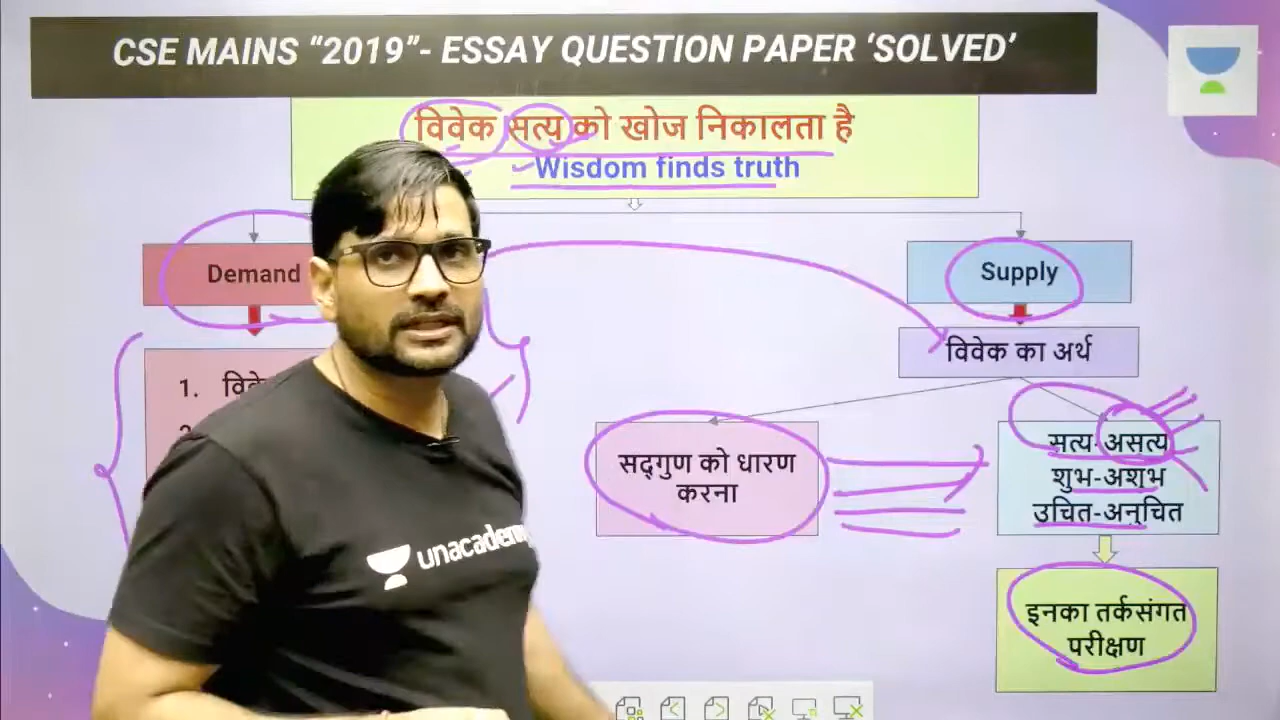 CSE MAINS “2019”- ESSAY QUESTION PAPER ‘SOLVED’
विवेक सत्य को खोज निकालता है
Wisdom finds truth
Demand
Supply
विवेक का अर्थ
1.
सद्गुण को धारण
करना
सत्य-असत्य
शुभ-अशुभ
उचित-अनुचित
इनका तर्कसंगत
परीक्षण
unacademy